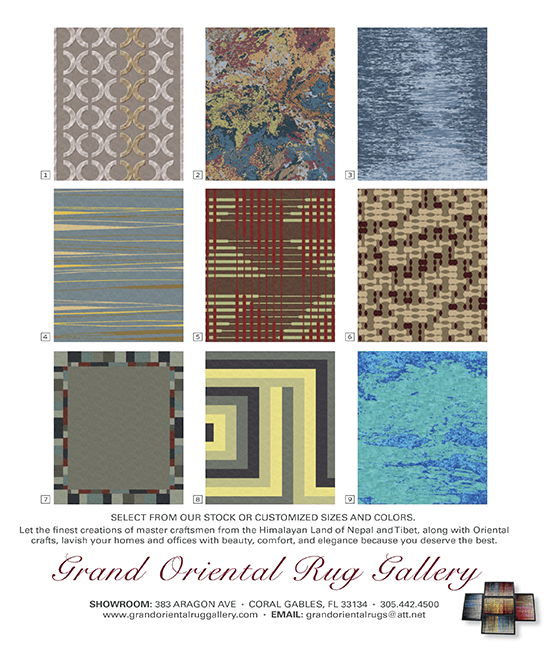 1
2
3
4
5
6
7
8
9
SELECT FROM OUR STOCK OR CUSTOMIZED SIZES AND COLORS.
Let the finest creations of master craftsmen from the Himalayan Land of Nepal and Tibet, along with Oriental
crafts, lavish your homes and offices with beauty, comfort, and elegance because you deserve the best.
Grand Oriental Rug Gallery
SHOWROOM: 383 ARAGON AVE • CORAL GABLES, FL 33134 • 305.442.4500
www.grandorientalruggallery.com • EMAIL: grandorientalrugs@att.net